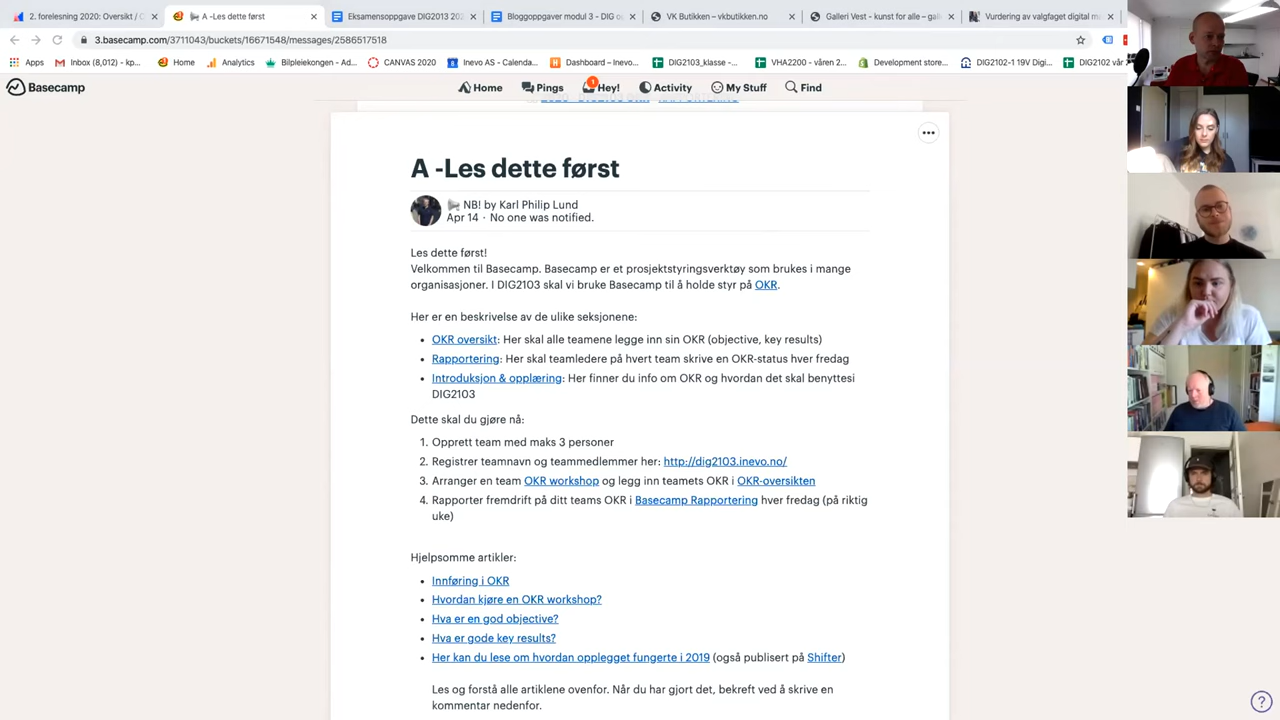 2. forelesning 2020: Oversikt / O
A -Les dette først
Eksamensoppgave DIG2013 202
Bloggoppgaver modul 3 - DIG o
VK Butikken – vkbutikken.no
Galleri Vest - kunst for alle – gal
Vurdering av valgfaget digital m
3.basecamp.com/3711043/buckets/16671548/messages/2586517518
Apps
Inbox (8,012) - kp...
Home
Analytics
Bilpleiekongen - Ad...
CANVAS 2020
Inevo AS - Calenda...
Dashboard – Inevo...
DIG2103_klasse -...
VHA2200 - våren 2...
Development store...
DIG2102-1 19V Digi...
DIG2102 vår
Basecamp
Home
Pings
1
Hey!
Activity
My Stuff
Find
A -Les dette først
NB! by Karl Philip Lund
Apr 14 · No one was notified.
Les dette først!
Velkommen til Basecamp. Basecamp er et prosjektstyringsverktøy som brukes i mange
organisasjoner. I DIG2103 skal vi bruke Basecamp til å holde styr på OKR.
Her er en beskrivelse av de ulike seksjonene:
• OKR oversikt: Her skal alle teamene legge inn sin OKR (objective, key results)
• Rapportering: Her skal teamledere på hvert team skrive en OKR-status hver fredag
• Introduksjon & opplæring: Her finner du info om OKR og hvordan det skal benyttesi
DIG2103
Dette skal du gjøre nå:
1. Opprett team med maks 3 personer
2. Registrer teamnavn og teammedlemmer her: http://dig2103.inevo.no/
3. Arranger en team OKR workshop og legg inn teamets OKR i OKR-oversikten
4. Rapporter fremdrift på ditt teams OKR i Basecamp Rapportering hver fredag (på riktig
uke)
Hjelpsomme artikler:
• Innføring i OKR
• Hvordan kjøre en OKR workshop?
• Hva er en god objective?
• Hva er gode key results?
• Her kan du lese om hvordan opplegget fungerte i 2019 (også publisert på Shifter)
Les og forstå alle artiklene ovenfor. Når du har gjort det, bekreft ved å skrive en
kommentar nedenfor.